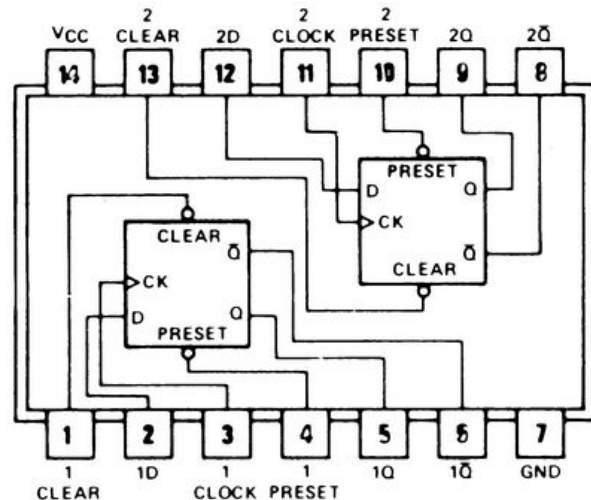 2 2 2
VCC CLEAR 2D CLOCK PRESET 2Q 2Q̄
14 13 12 11 10 9 8
PRESET
D Q
CK
Q̄
CLEAR
CLEAR
Q̄
CK
D Q
PRESET
1 2 3 4 5 6 7
1 1D 1 1 1Q 1Q̄ GND
CLEAR CLOCK PRESET